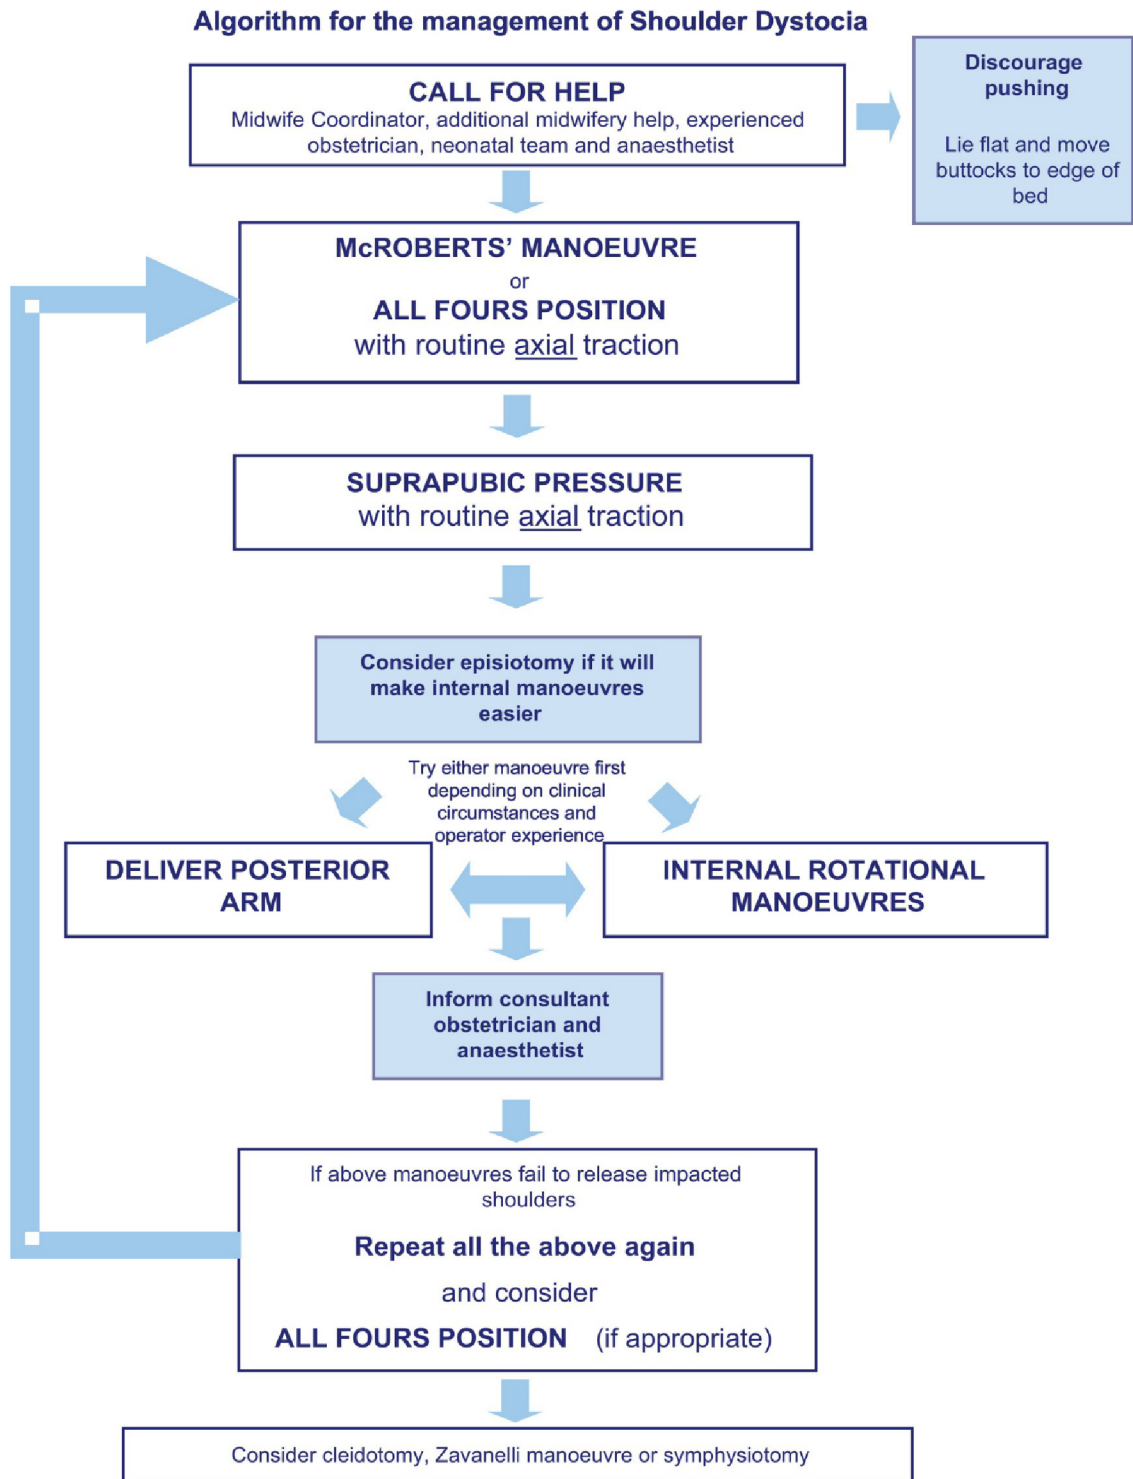 Algorithm for the management of Shoulder Dystocia
CALL FOR HELP
Midwife Coordinator, additional midwifery help, experienced
obstetrician, neonatal team and anaesthetist
Discourage
pushing
Lie flat and move
buttocks to edge of
bed
McROBERTS’ MANOEUVRE
or
ALL FOURS POSITION
with routine axial traction
SUPRAPUBIC PRESSURE
with routine axial traction
Consider episiotomy if it will
make internal manoeuvres
easier
Try either manoeuvre first
depending on clinical
circumstances and
operator experience
DELIVER POSTERIOR
ARM
INTERNAL ROTATIONAL
MANOEUVRES
Inform consultant
obstetrician and
anaesthetist
If above manoeuvres fail to release impacted
shoulders
Repeat all the above again
and consider
ALL FOURS POSITION (if appropriate)
Consider cleidotomy, Zavanelli manoeuvre or symphysiotomy